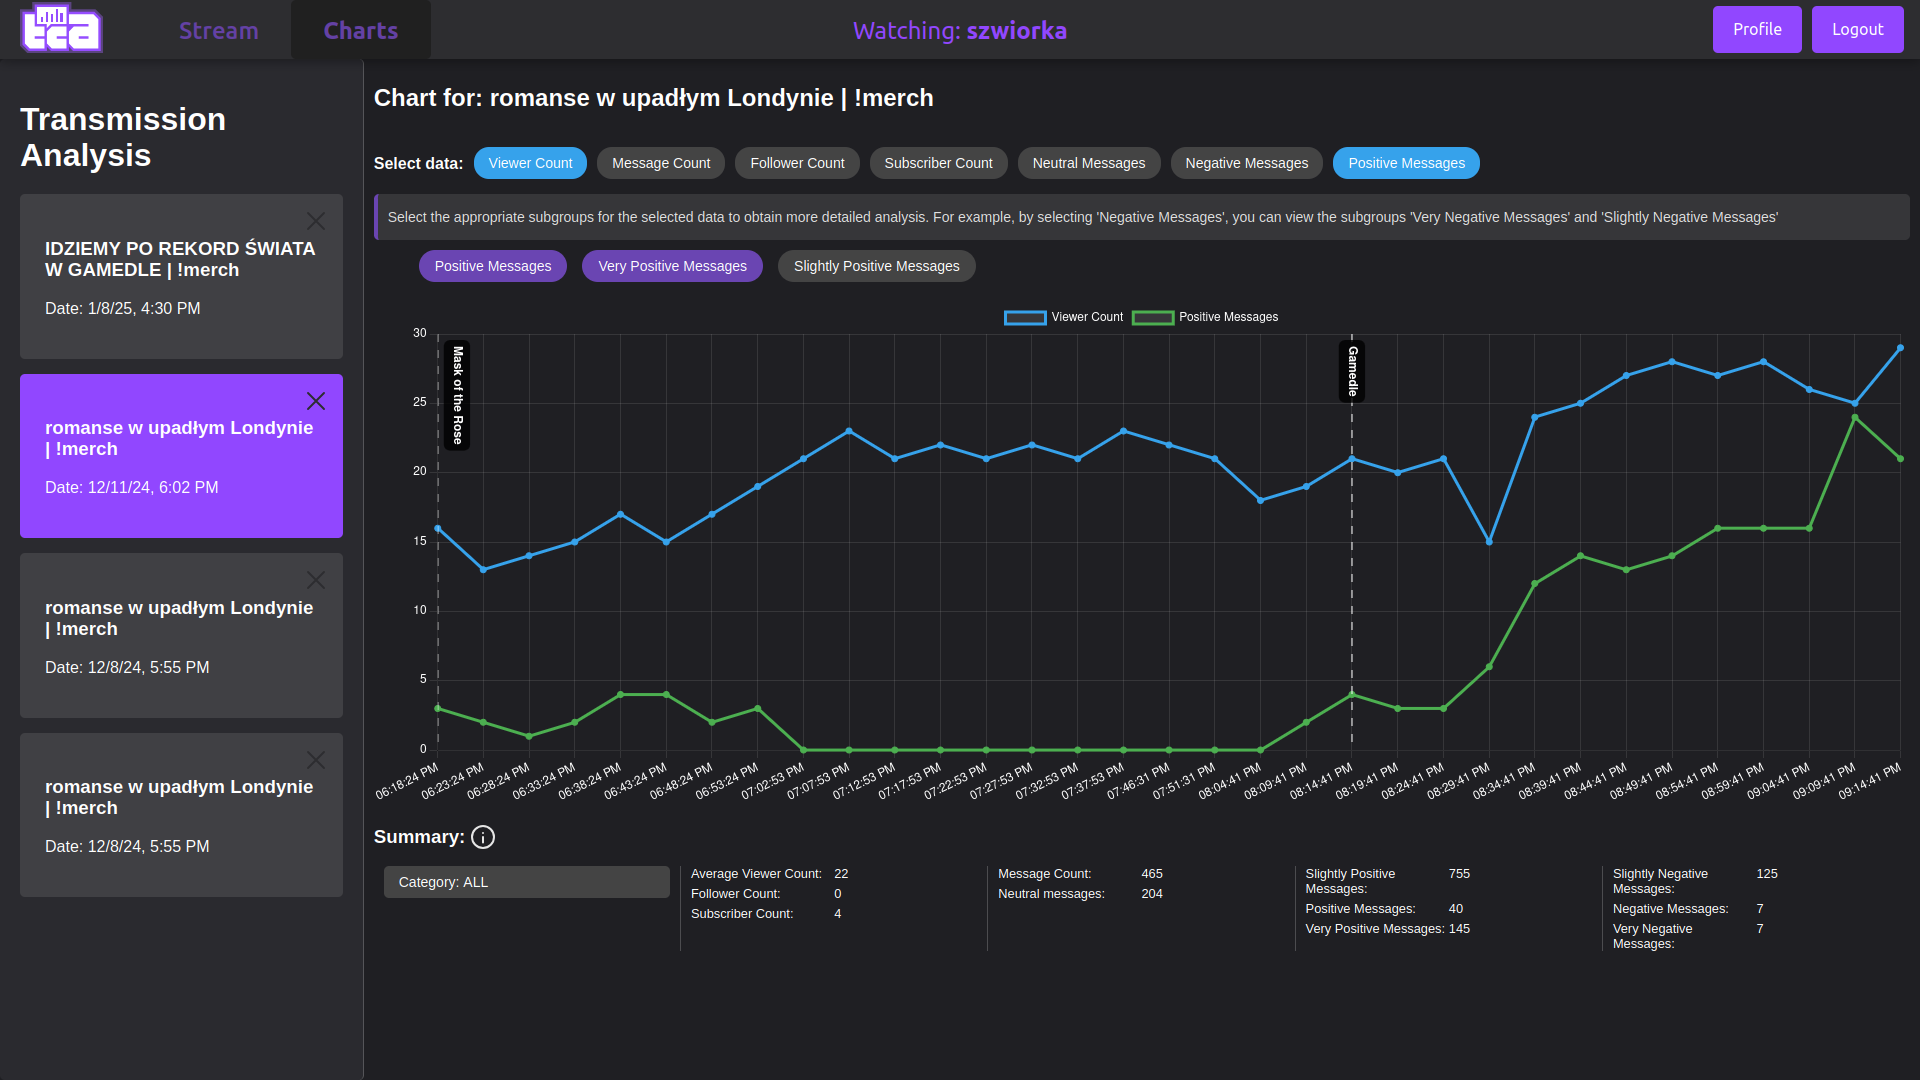 tea
Stream
Charts
Watching: szwiorka
Profile
Logout
Transmission
Analysis
IDZIEMY PO REKORD ŚWIATA
W GAMEDLE | !merch
Date: 1/8/25, 4:30 PM
romanse w upadłym Londynie
| !merch
Date: 12/11/24, 6:02 PM
romanse w upadłym Londynie
| !merch
Date: 12/8/24, 5:55 PM
romanse w upadłym Londynie
| !merch
Date: 12/8/24, 5:55 PM
Chart for: romanse w upadłym Londynie | !merch
Select data: Viewer Count Message Count Follower Count Subscriber Count Neutral Messages Negative Messages Positive Messages
Select the appropriate subgroups for the selected data to obtain more detailed analysis. For example, by selecting 'Negative Messages', you can view the subgroups 'Very Negative Messages' and 'Slightly Negative Messages'
Positive Messages Very Positive Messages Slightly Positive Messages
Viewer Count Positive Messages
30
25
20
15
10
5
0
Mask of the Rose
Gamedle
06:18:24 PM
06:23:24 PM
06:28:24 PM
06:33:24 PM
06:38:24 PM
06:43:24 PM
06:48:24 PM
06:53:24 PM
07:02:53 PM
07:07:53 PM
07:12:53 PM
07:17:53 PM
07:22:53 PM
07:27:53 PM
07:32:53 PM
07:37:53 PM
07:46:31 PM
07:51:31 PM
08:04:41 PM
08:09:41 PM
08:14:41 PM
08:19:41 PM
08:24:41 PM
08:29:41 PM
08:34:41 PM
08:39:41 PM
08:44:41 PM
08:49:41 PM
08:54:41 PM
08:59:41 PM
09:04:41 PM
09:09:41 PM
09:14:41 PM
Summary: i
Category: ALL
Average Viewer Count: 22
Follower Count: 0
Subscriber Count: 4
Message Count: 465
Neutral messages: 204
Slightly Positive 755
Messages:
Positive Messages: 40
Very Positive Messages: 145
Slightly Negative 125
Messages:
Negative Messages: 7
Very Negative 7
Messages: